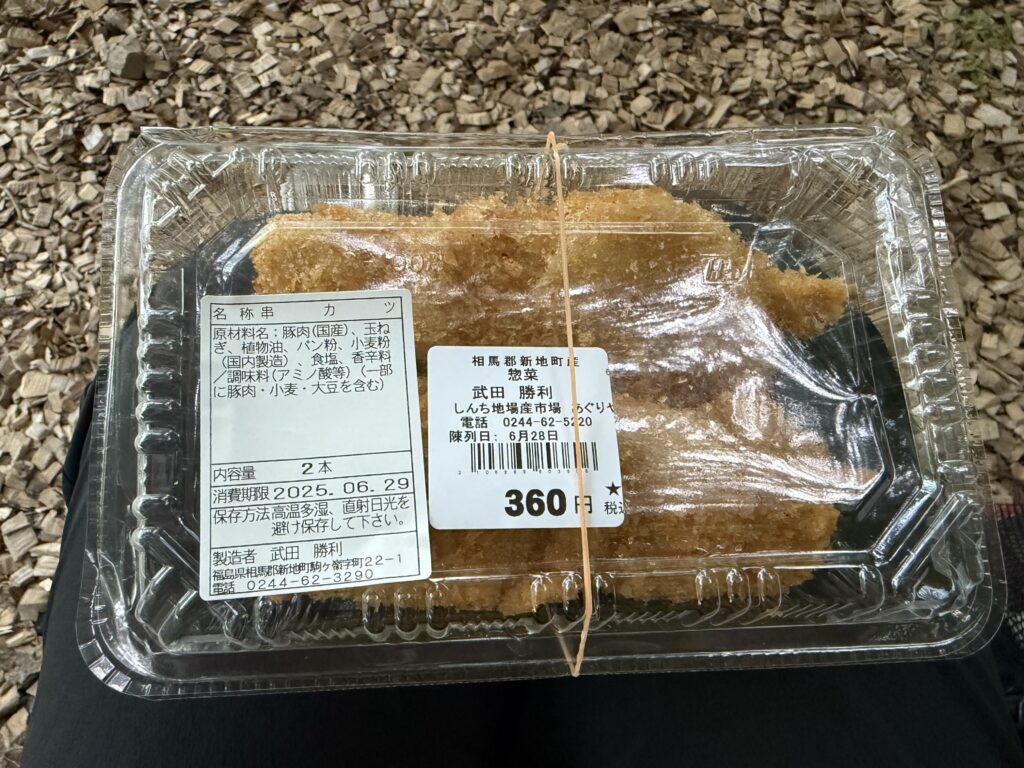 名称 串カツ
原材料名：豚肉(国産)、玉ね
ぎ、植物油、パン粉、小麦粉
(国内製造)、食塩、香辛料
／調味料(アミノ酸等)(一部
に豚肉・小麦・大豆を含む)
内容量 2本
消費期限 2025.06.29
保存方法 高温多湿、直射日光を
避け保存して下さい。
製造者 武田 勝利
福島県相馬郡新地町駒ケ嶺字町22-1
電話 0244-62-3290
相馬郡新地町産
惣菜
武田 勝利
しんち地場産市場 あぐりや
電話 0244-62-5220
陳列日: 6月28日
360円 ★
税込